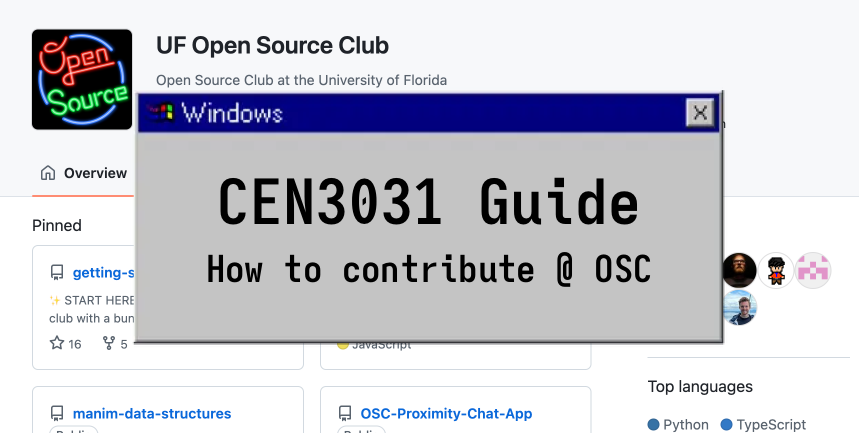 Open
Source
UF Open Source Club
Open Source Club at the University of Florida
Windows
Overview
CEN3031 Guide
How to contribute @ OSC
Pinned
getting-s
✨ START HERE
club with a bun
16
5
JavaScript
manim-data-structures
OSC-Proximity-Chat-App
Top languages
Python
TypeScript